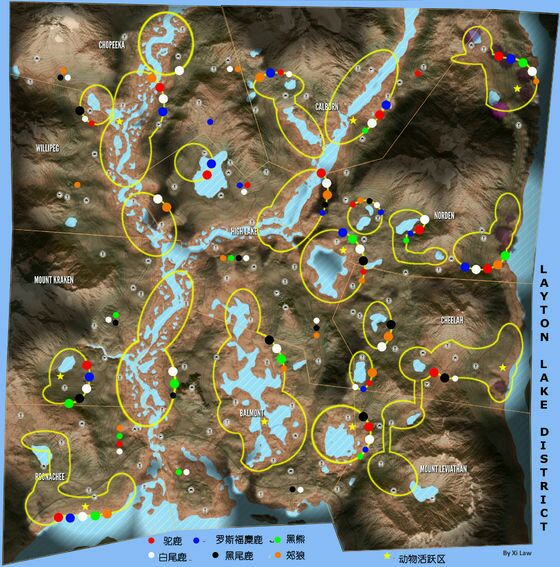 CHOPEEKA
CALBURN
WILLIPEG
NORDEN
HIGH LAKE
MOUNT KRAKEN
CHEELAH
BALMONT
ROONACHEE
MOUNT LEVIATHAN
LAYTON LAKE DISTRICT
By Xi Law
驼鹿 罗斯福麋鹿 黑熊
白尾鹿 黑尾鹿 郊狼 动物活跃区